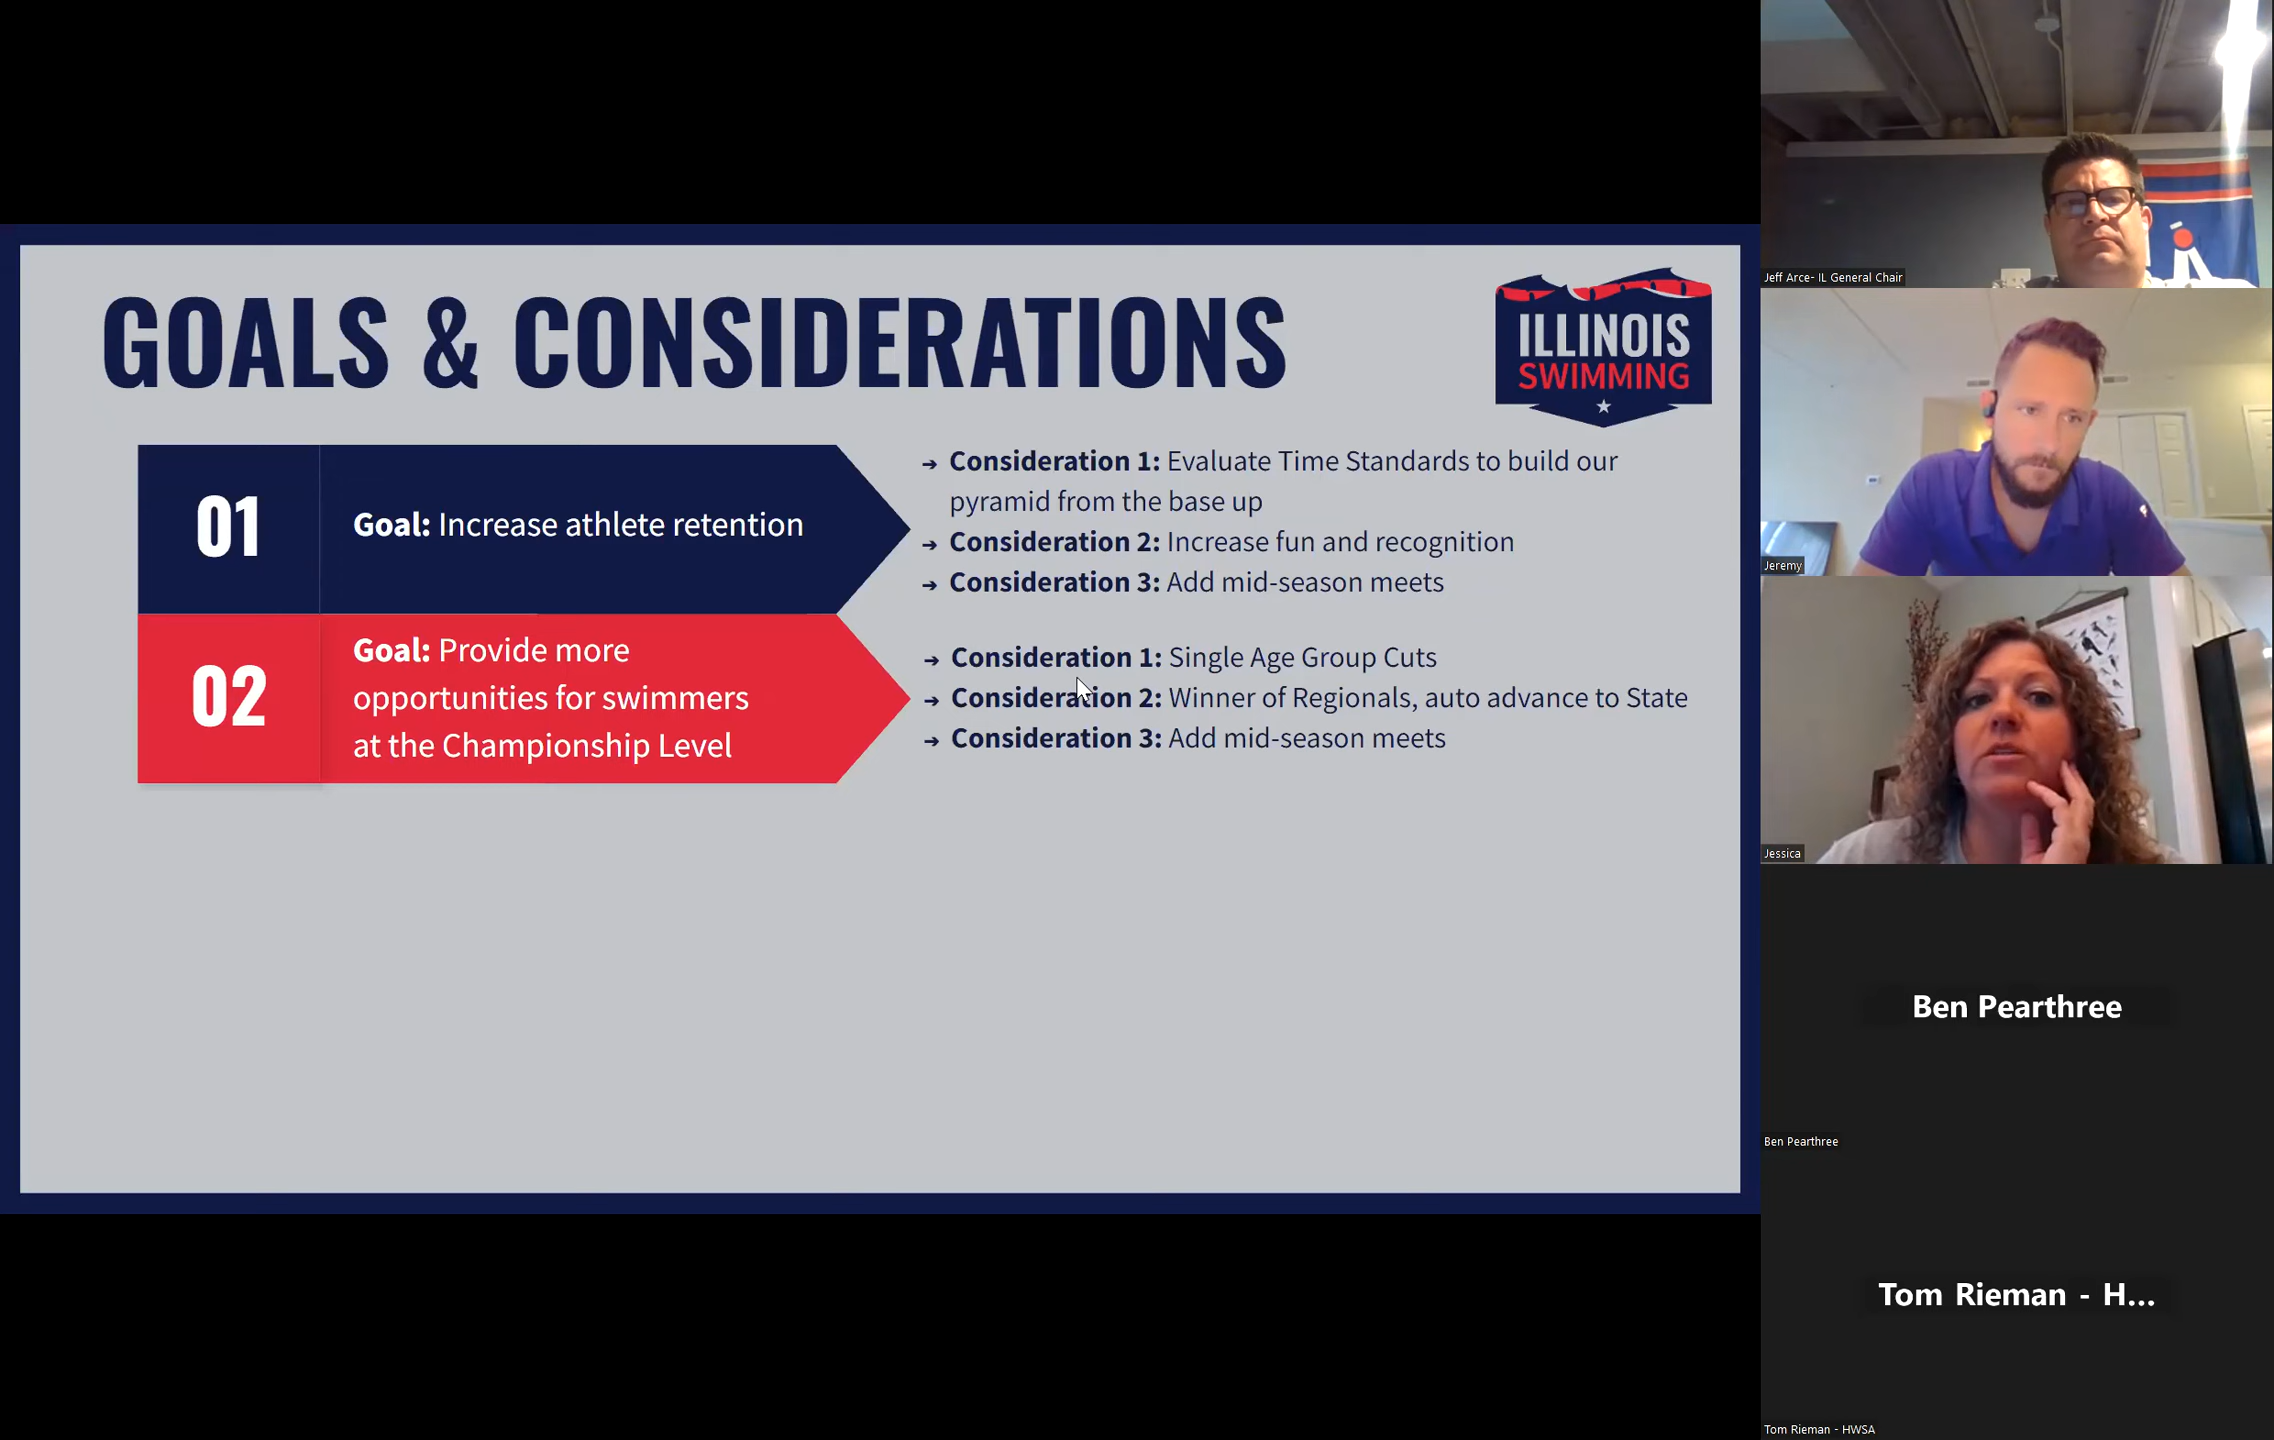 GOALS & CONSIDERATIONS
ILLINOIS
SWIMMING
01
Goal: Increase athlete retention
➔ Consideration 1: Evaluate Time Standards to build our
pyramid from the base up
➔ Consideration 2: Increase fun and recognition
➔ Consideration 3: Add mid-season meets
02
Goal: Provide more
opportunities for swimmers
at the Championship Level
➔ Consideration 1: Single Age Group Cuts
➔ Consideration 2: Winner of Regionals, auto advance to State
➔ Consideration 3: Add mid-season meets
Jeff Arce- IL General Chair
Jeremy
Jessica
Ben Pearthree
Ben Pearthree
Tom Rieman - H...
Tom Rieman - HWSA